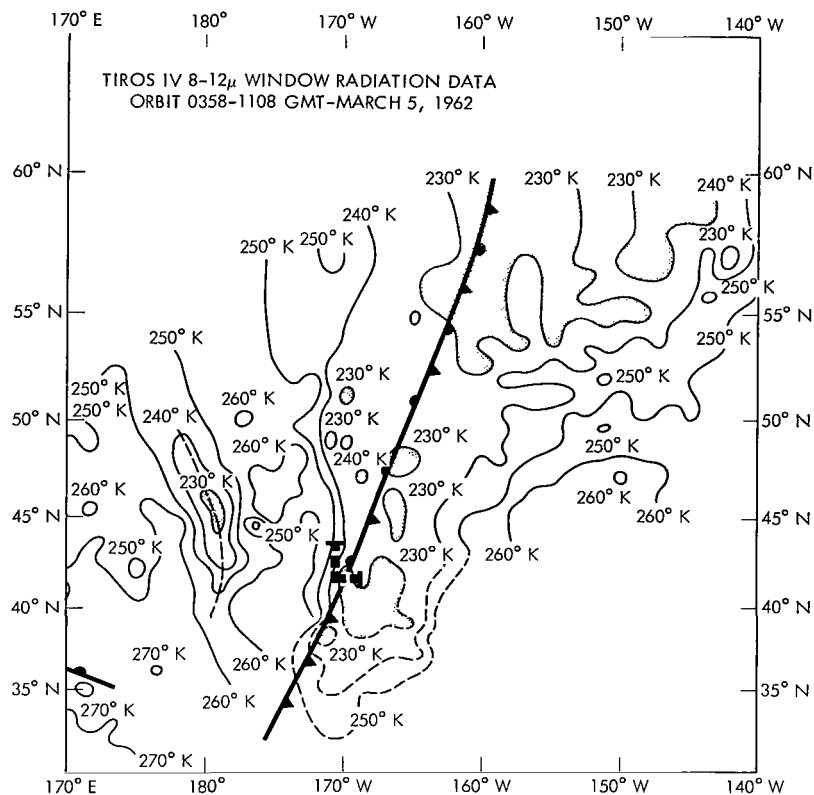 170° E 180° 170° W 160° W 150° W 140° W
TIROS IV 8-12μ WINDOW RADIATION DATA
ORBIT 0358-1108 GMT-MARCH 5, 1962
60° N 60° N
230° K 230° K 230° K 240° K
240° K
250° K 250° K 230° K
250° K
55° N 55° N
250° K 250° K
250° K 250° K
260° K 230° K
250° K
50° N 50° N
240° K 230° K
260° K 230° K 250° K
240° K
260° K 230° K 230° K 260° K
45° N 260° K 45° N
250° K 250° K 230° K 260° K
40° N 40° N
270° K 260° K 230° K
35° N 260° K 35° N
270° K 250° K
270° K
170° E 180° 170° W 160° W 150° W 140° W